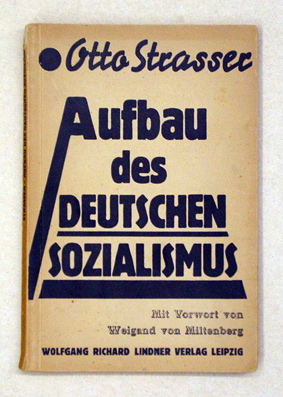 Otto Strasser
Aufbau
des
DEUTSCHEN
SOZIALISMUS
Mit Vorwort von
Weigand von Miltenberg
WOLFGANG RICHARD LINDNER VERLAG LEIPZIG